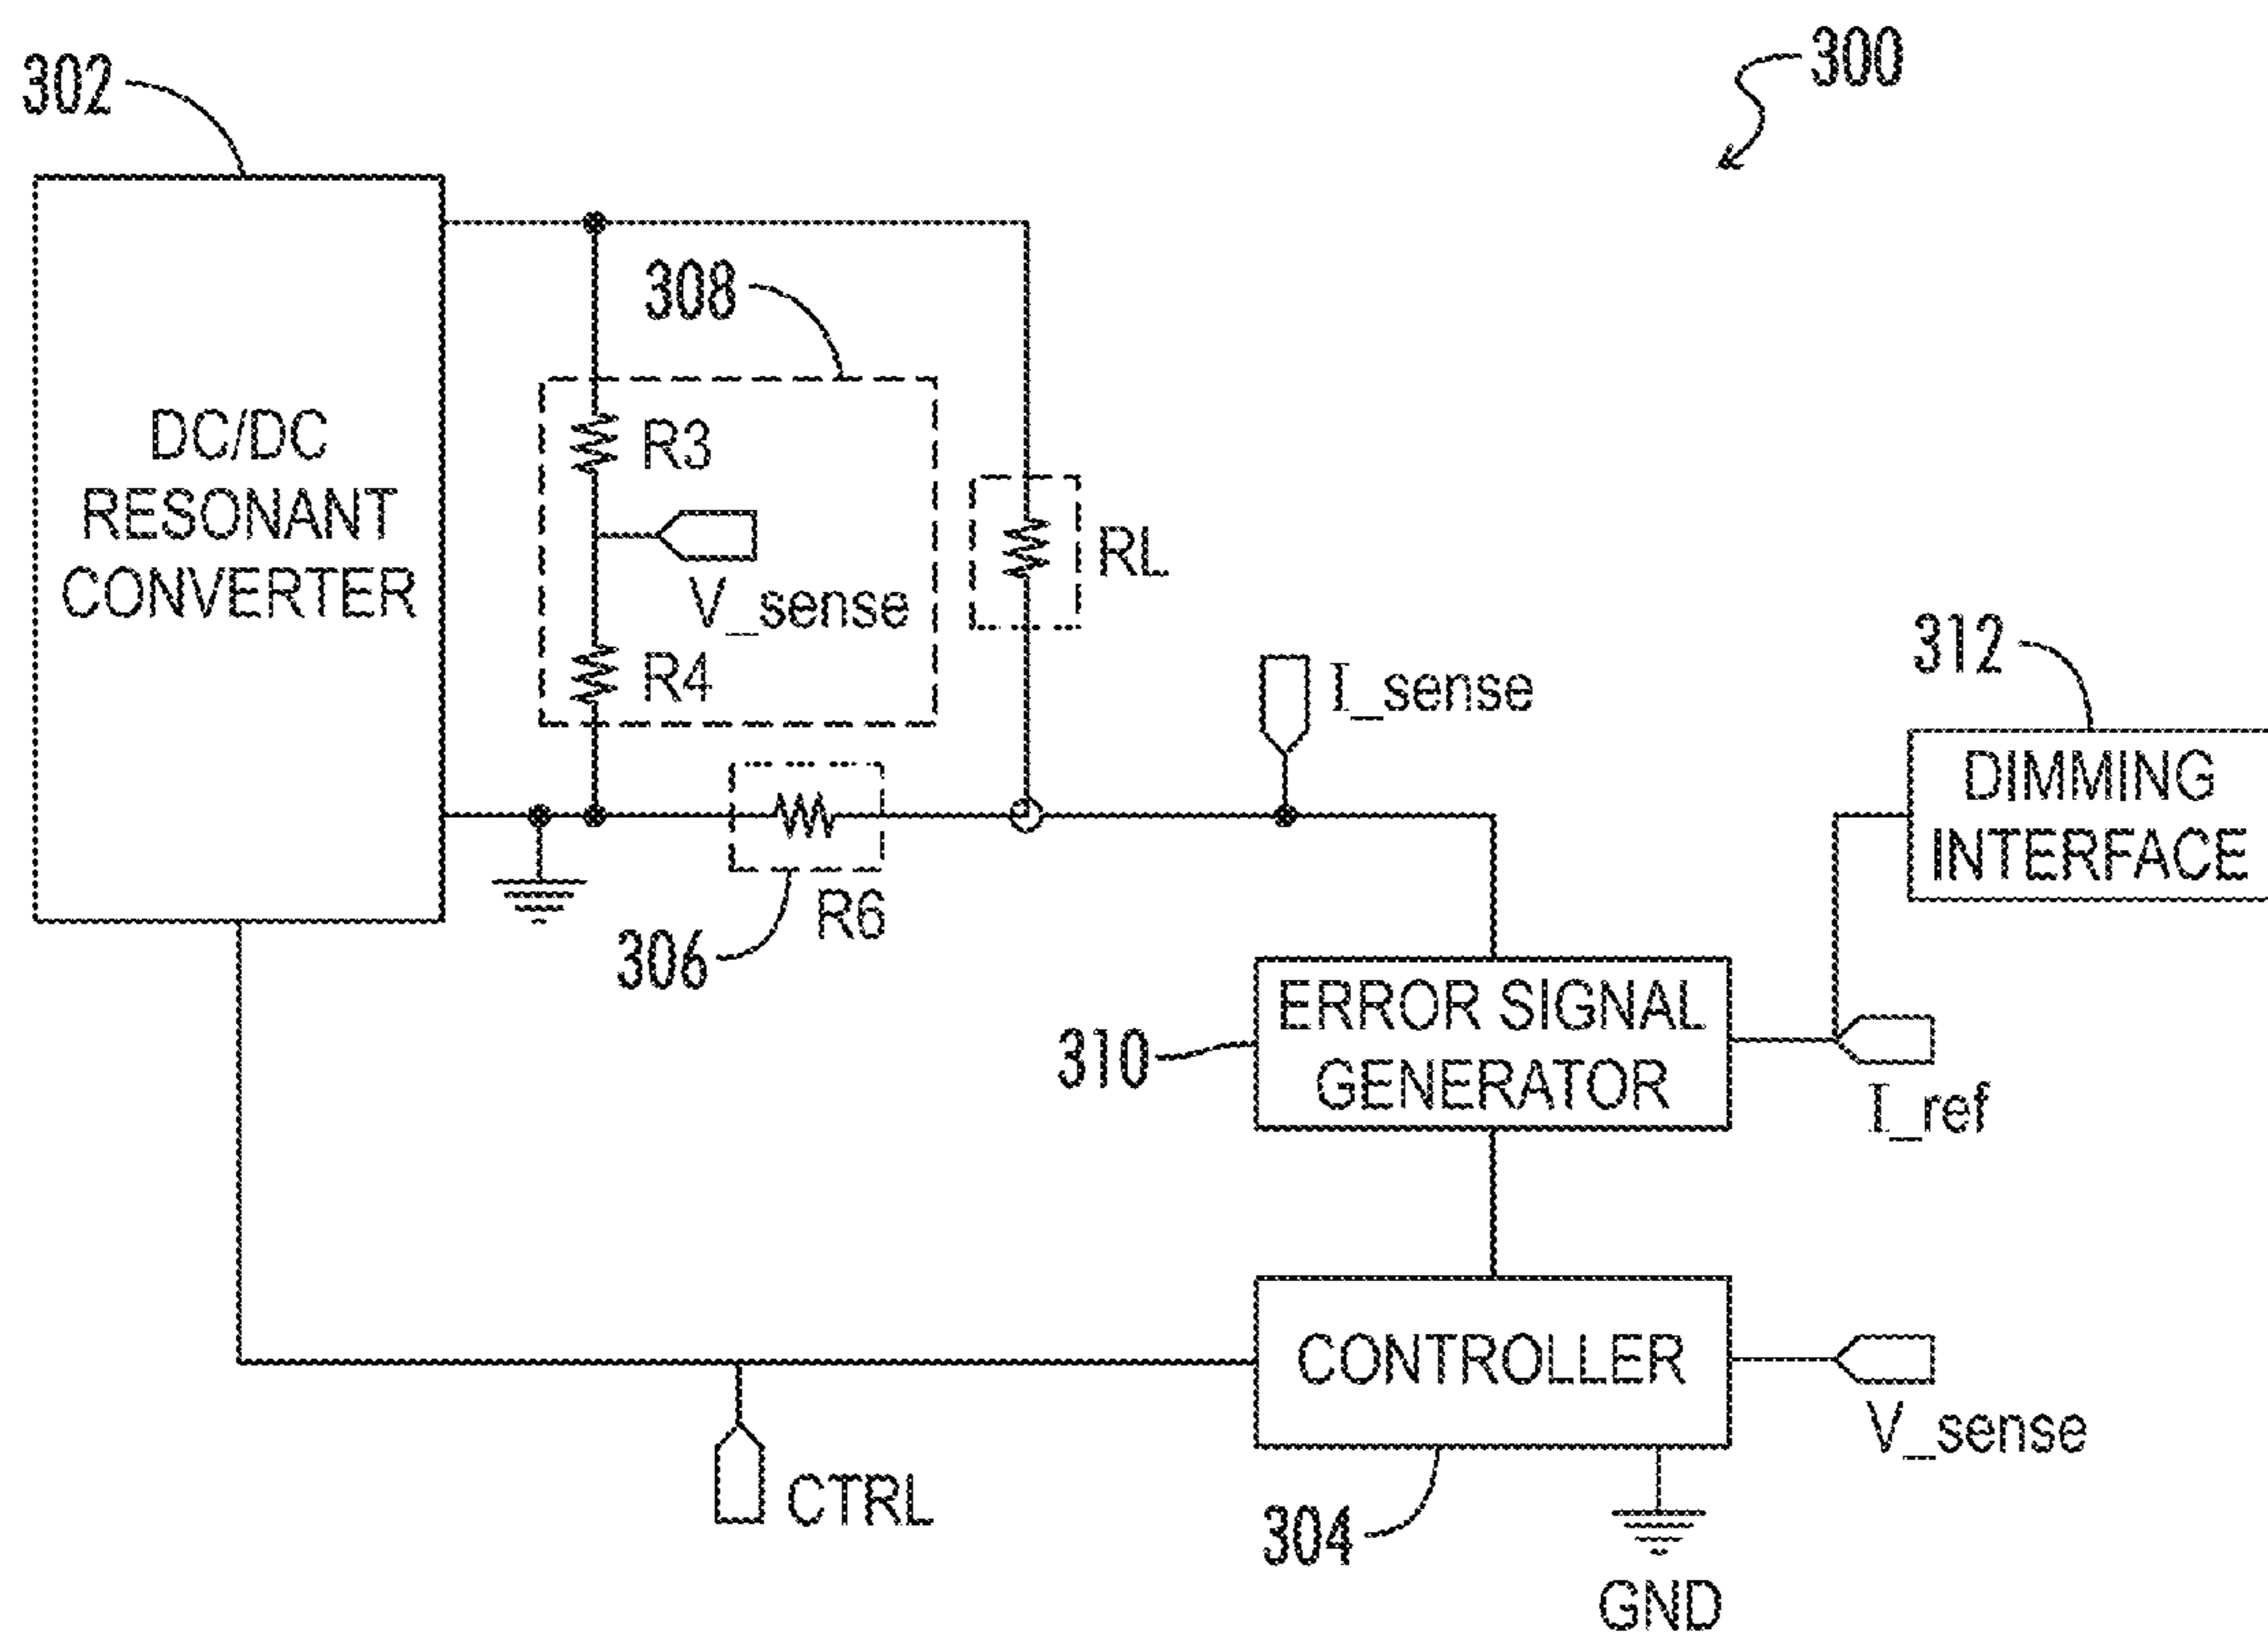 302
300
308
DC/DC
RESONANT
CONVERTER
R3
V_sense
R4
RL
I_sense
312
DIMMING
INTERFACE
R6
306
310
ERROR SIGNAL
GENERATOR
I_ref
CONTROLLER
V_sense
CTRL
304
GND